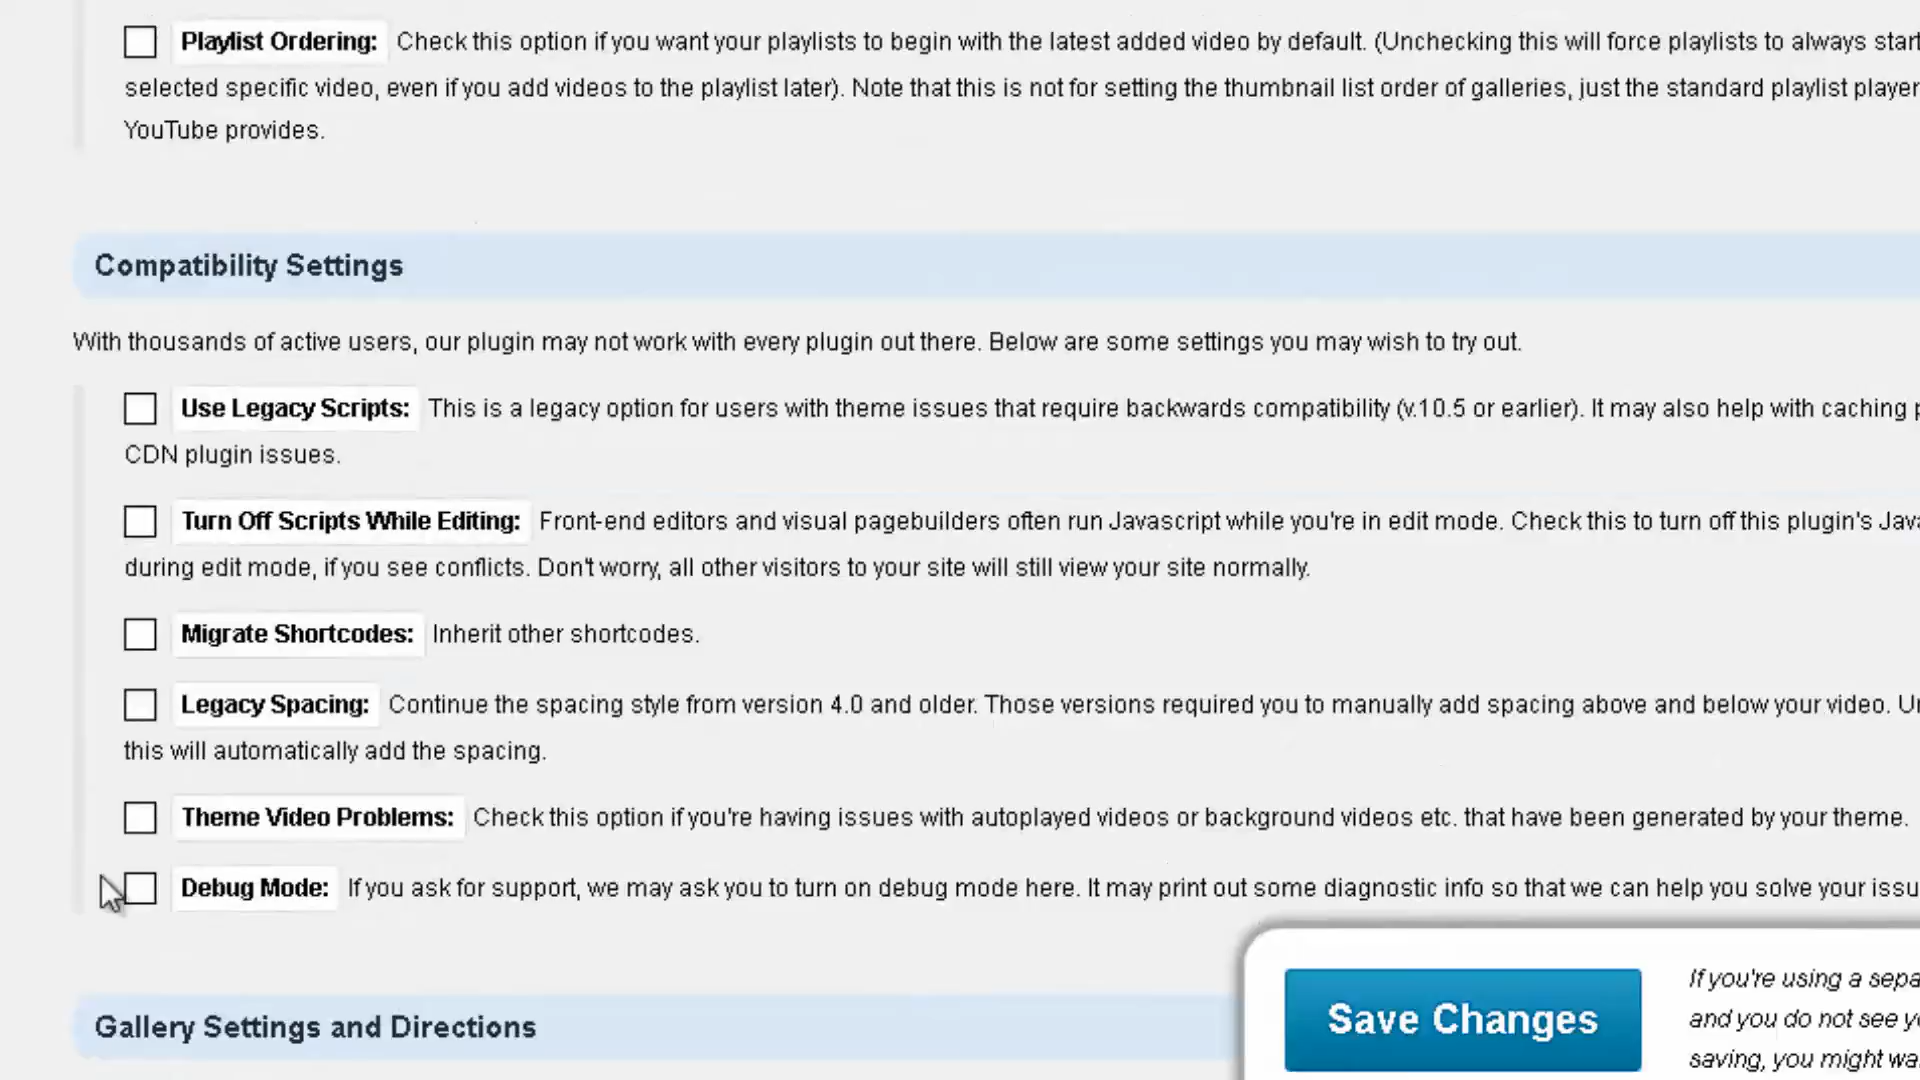 Playlist Ordering: Check this option if you want your playlists to begin with the latest added video by default. (Unchecking this will force playlists to always start
selected specific video, even if you add videos to the playlist later). Note that this is not for setting the thumbnail list order of galleries, just the standard playlist player
YouTube provides.
Compatibility Settings
With thousands of active users, our plugin may not work with every plugin out there. Below are some settings you may wish to try out.
Use Legacy Scripts: This is a legacy option for users with theme issues that require backwards compatibility (v.10.5 or earlier). It may also help with caching
CDN plugin issues.
Turn Off Scripts While Editing: Front-end editors and visual pagebuilders often run Javascript while you're in edit mode. Check this to turn off this plugin's
during edit mode, if you see conflicts. Don't worry, all other visitors to your site will still view your site normally.
Migrate Shortcodes: Inherit other shortcodes.
Legacy Spacing: Continue the spacing style from version 4.0 and older. Those versions required you to manually add spacing above and below your video.
this will automatically add the spacing.
Theme Video Problems: Check this option if you're having issues with autoplayed videos or background videos etc. that have been generated by your theme.
Debug Mode: If you ask for support, we may ask you to turn on debug mode here. It may print out some diagnostic info so that we can help you solve your
If you're using a
Save Changes
and you do not see
saving, you might
Gallery Settings and Directions